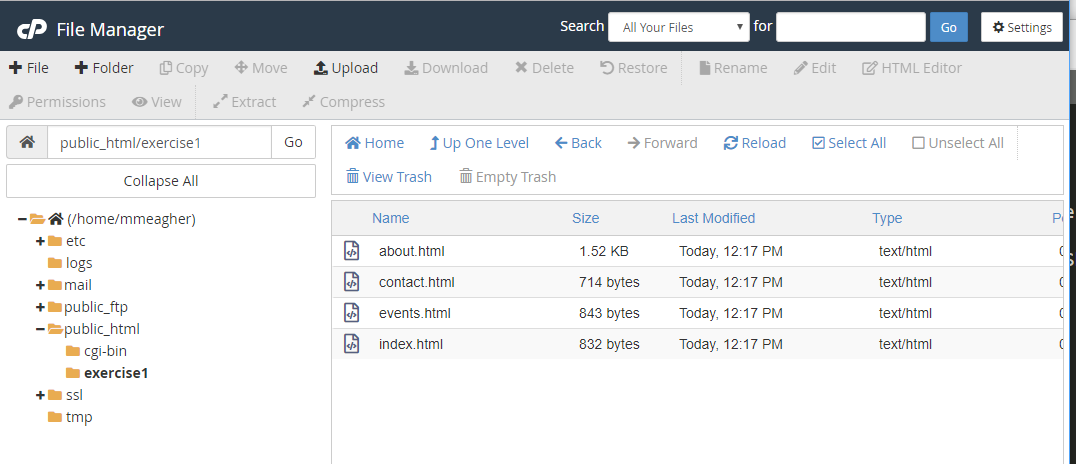 cP File Manager Search All Your Files for Go Settings
File Folder Copy Move Upload Download Delete Restore Rename Edit HTML Editor
Permissions View Extract Compress
public_html/exercise1 Go
Collapse All
(/home/mmeagher)
etc
logs
mail
public_ftp
public_html
cgi-bin
exercise1
ssl
tmp
Home Up One Level Back Forward Reload Select All Unselect All
View Trash Empty Trash
Name Size Last Modified Type
about.html 1.52 KB Today, 12:17 PM text/html
contact.html 714 bytes Today, 12:17 PM text/html
events.html 843 bytes Today, 12:17 PM text/html
index.html 832 bytes Today, 12:17 PM text/html